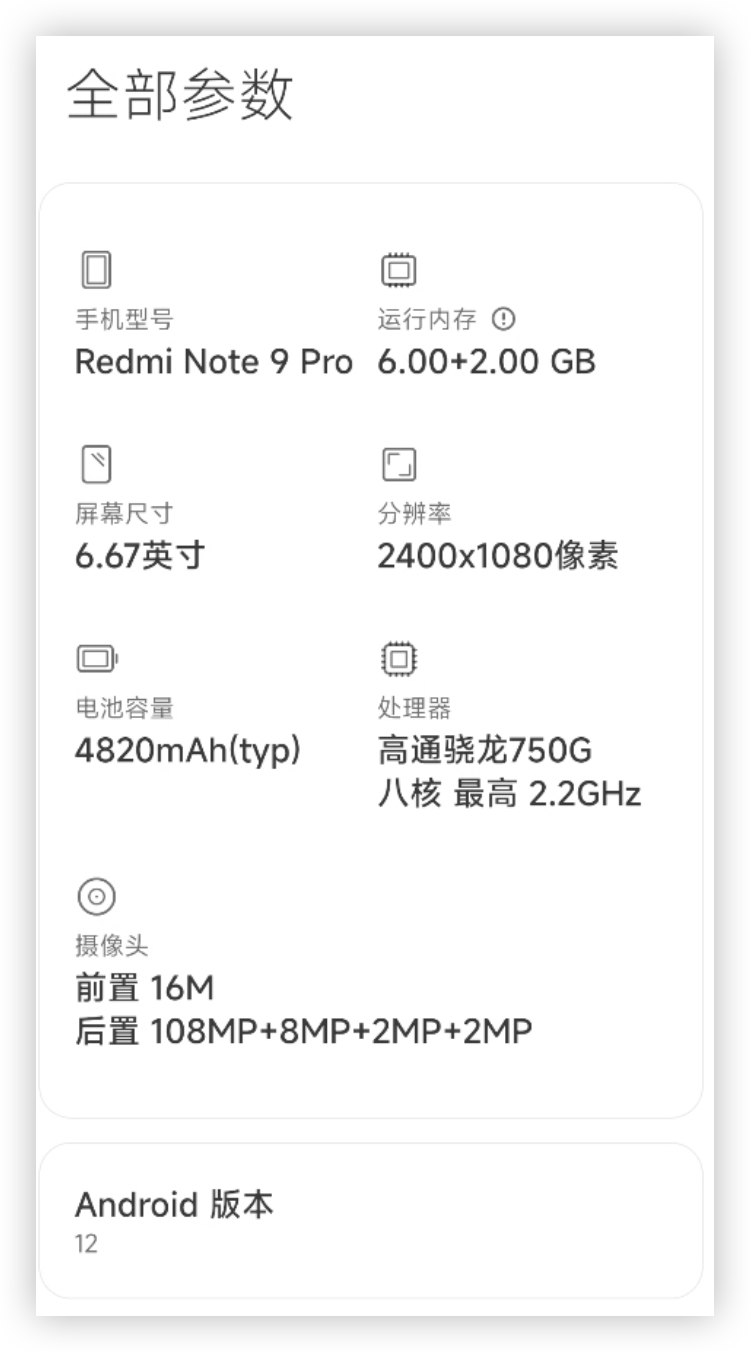 全部参数
手机型号
Redmi Note 9 Pro
运行内存
6.00+2.00 GB
屏幕尺寸
6.67英寸
分辨率
2400x1080像素
电池容量
4820mAh(typ)
处理器
高通骁龙750G
八核 最高 2.2GHz
摄像头
前置 16M
后置 108MP+8MP+2MP+2MP
Android 版本
12